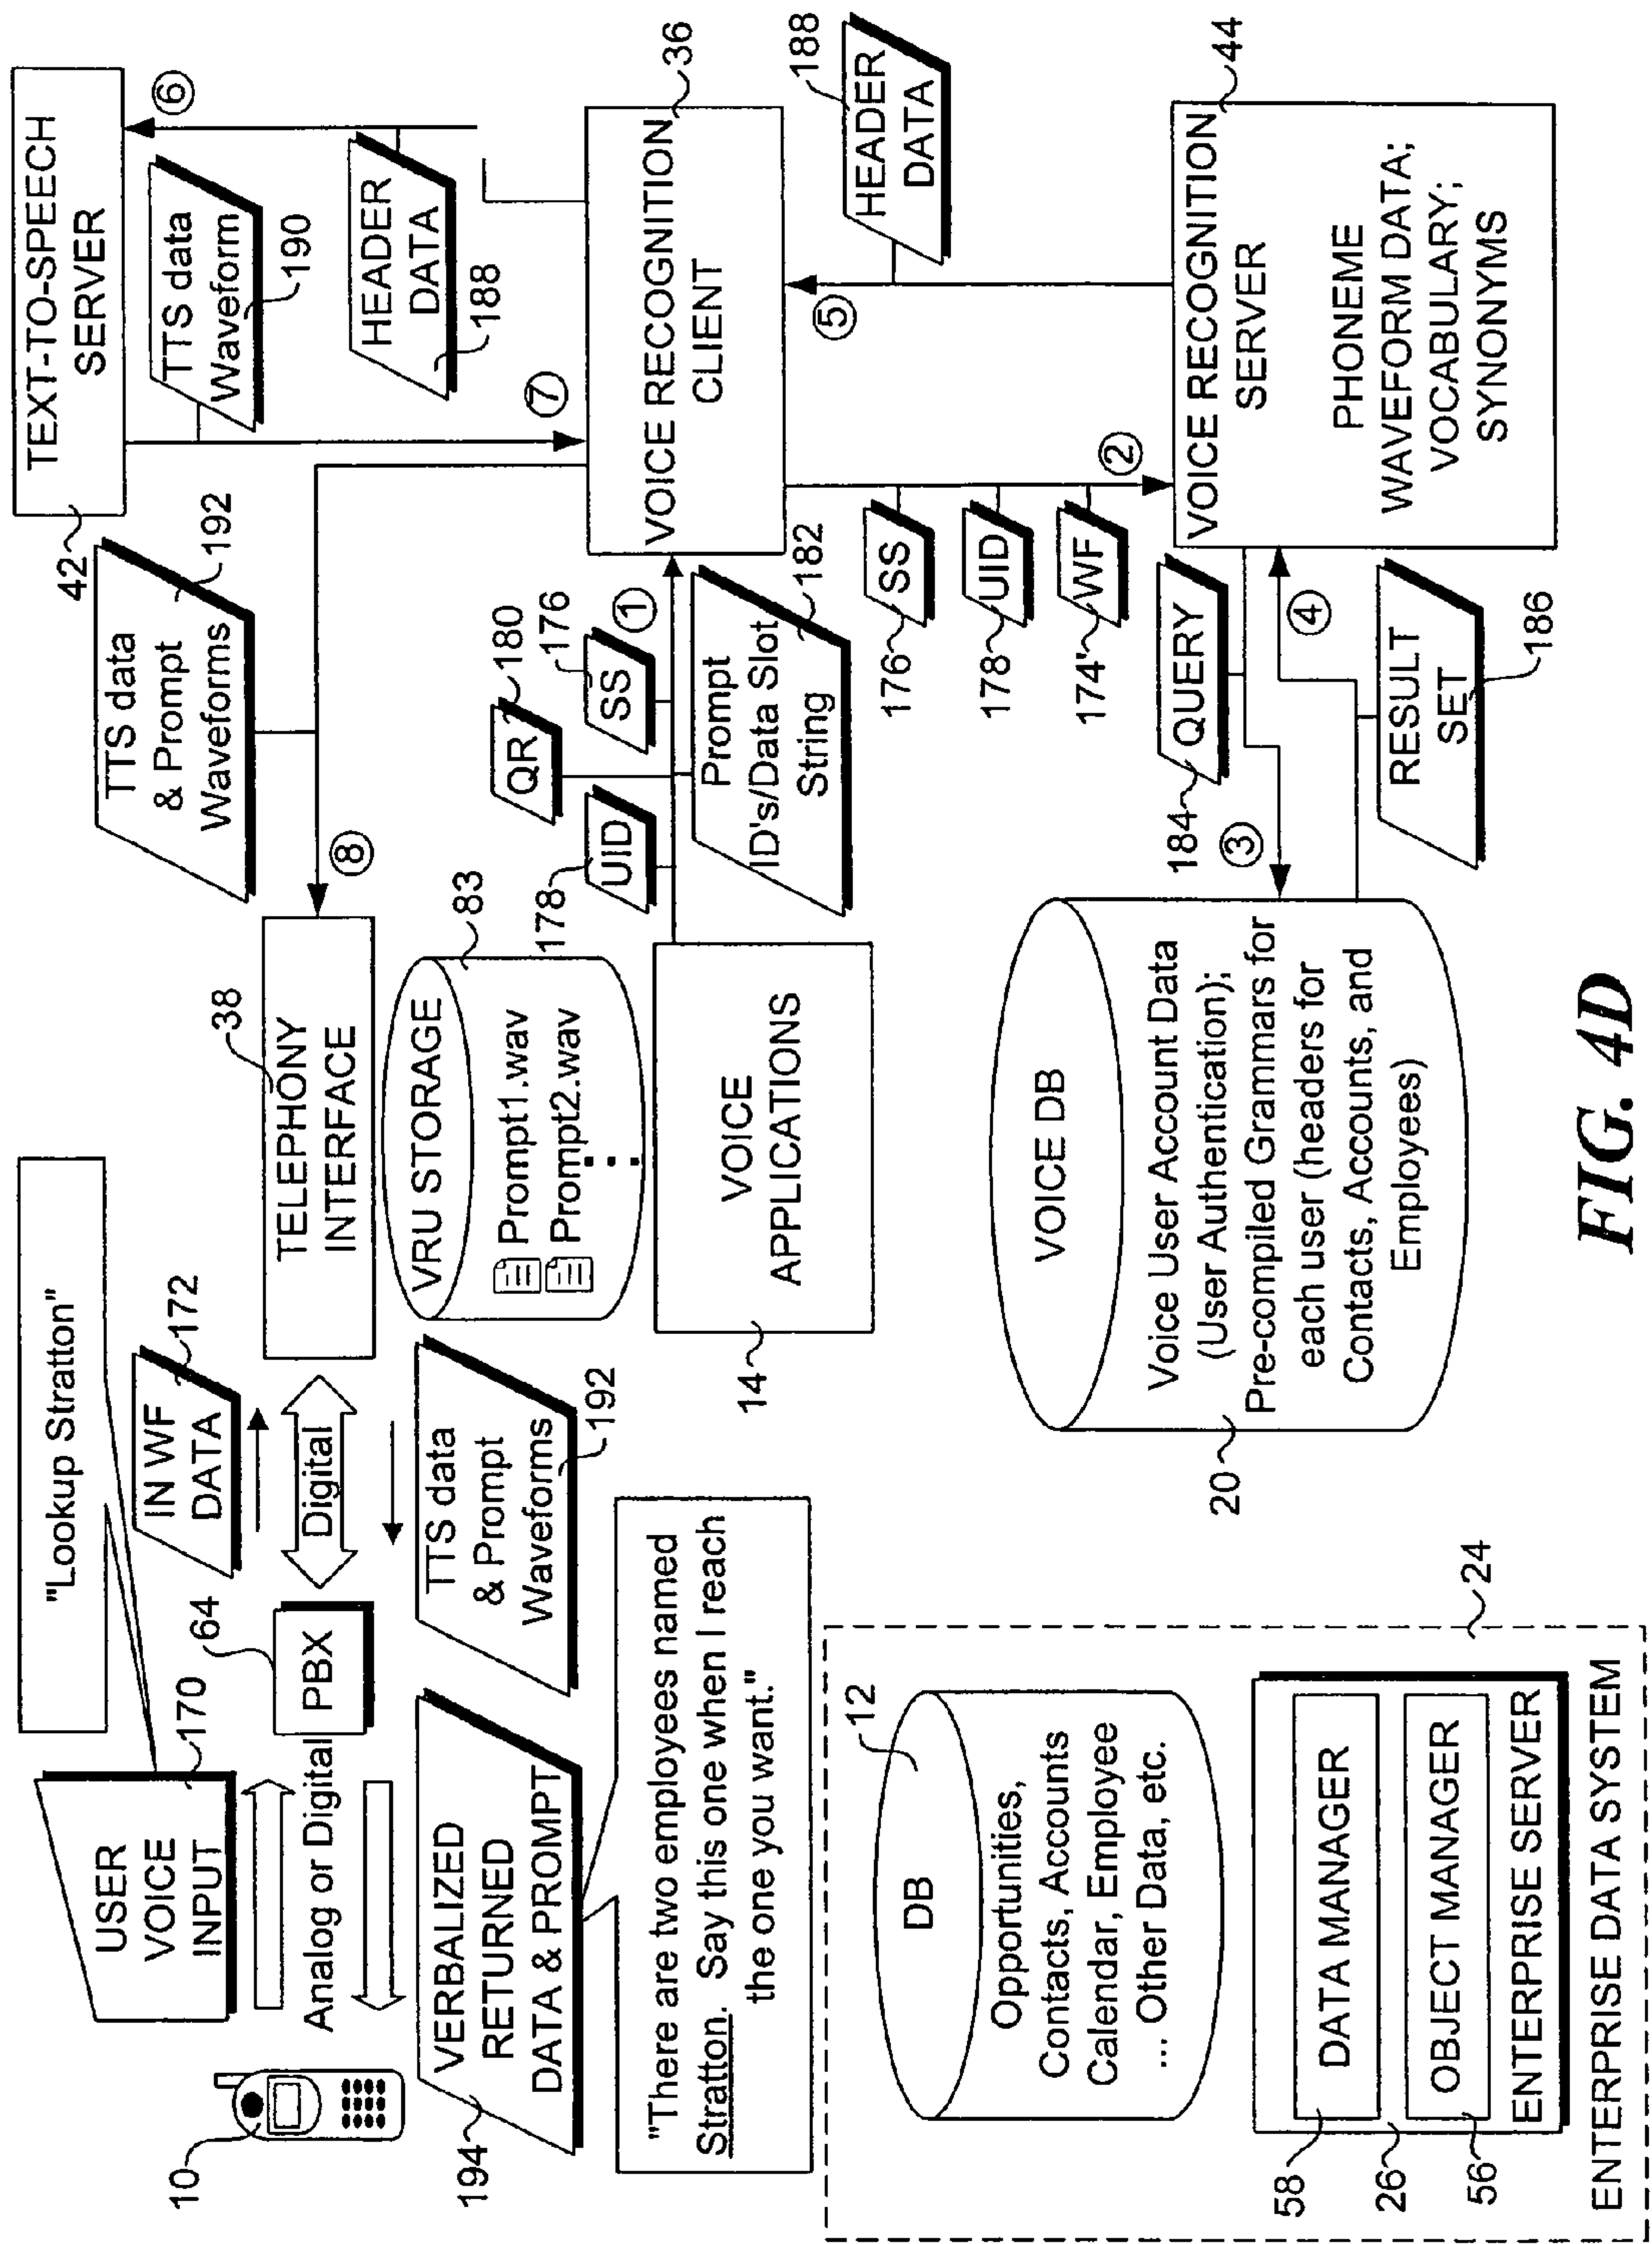 "Lookup Stratton"
USER
VOICE
INPUT
170
64
IN WF
DATA
172
38
TELEPHONY
INTERFACE
TTS data
& Prompt
Waveforms
192
42
TEXT-TO-SPEECH
SERVER
10
Analog or Digital
PBX
Digital
8
TTS data
Waveform
190
6
VERBALIZED
RETURNED
DATA & PROMPT
194
TTS data
& Prompt
Waveforms
192
VRU STORAGE
Prompt1.wav
Prompt2.wav
83
HEADER
DATA
188
7
"There are two employees named
Stratton. Say this one when I reach
the one you want."
VOICE
APPLICATIONS
14
178
UID
QR
180
SS
176
1
Prompt
ID's/Data Slot
String
182
VOICE RECOGNITION
CLIENT
36
SS
176
UID
178
WF
174'
2
5
HEADER
DATA
188
DB
12
Opportunities,
Contacts, Accounts
Calendar, Employee
... Other Data, etc.
24
VOICE DB
Voice User Account Data
(User Authentication);
Pre-compiled Grammars for
each user (headers for
Contacts, Accounts, and
Employees)
20
QUERY
184
3
4
RESULT
SET
186
VOICE RECOGNITION
SERVER
44
PHONEME
WAVEFORM DATA;
VOCABULARY;
SYNONYMS
58
DATA MANAGER
26
OBJECT MANAGER
56
ENTERPRISE SERVER
ENTERPRISE DATA SYSTEM
FIG. 4D